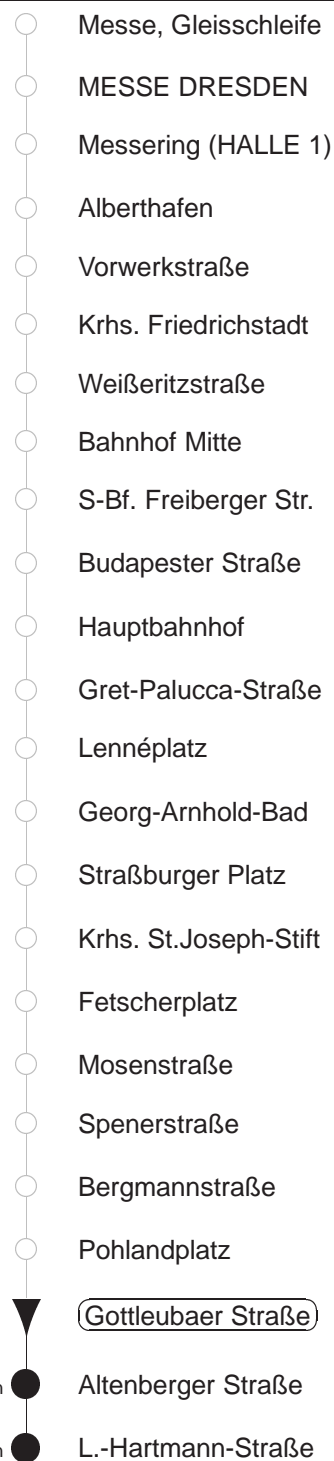 Messe, Gleisschleife
MESSE DRESDEN
Messering (HALLE 1)
Alberthafen
Vorwerkstraße
Krhs. Friedrichstadt
Weißeritzstraße
Bahnhof Mitte
S-Bf. Freiberger Str.
Budapester Straße
Hauptbahnhof
Gret-Palucca-Straße
Lennéplatz
Georg-Arnhold-Bad
Straßburger Platz
Krhs. St.Joseph-Stift
Fetscherplatz
Mosenstraße
Spenerstraße
Bergmannstraße
Pohlandplatz
Gottleubaer Straße
Altenberger Straße
L.-Hartmann-Straße